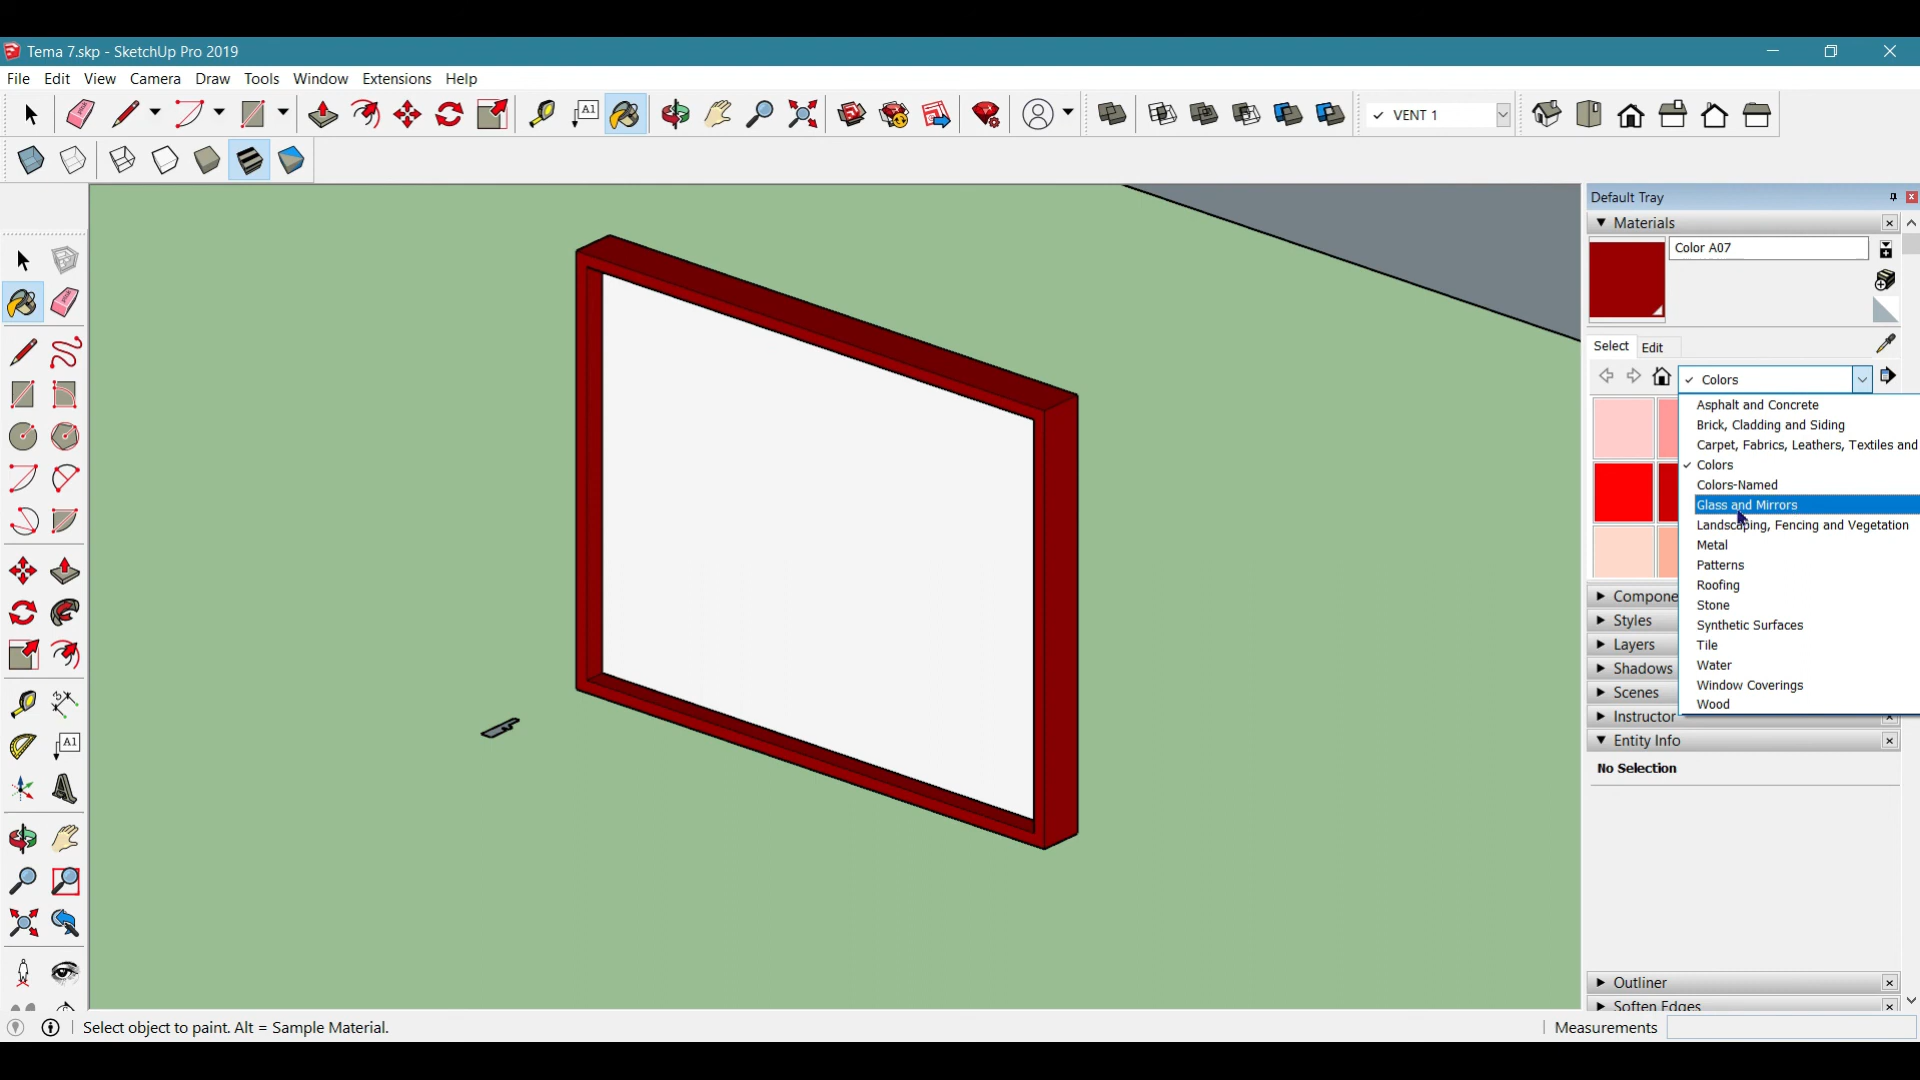 Tema 7.skp - SketchUp Pro 2019
File Edit View Camera Draw Tools Window Extensions Help
A1
✓ VENT 1
Default Tray
Materials
Color A07
Select Edit
✓ Colors
Asphalt and Concrete
Brick, Cladding and Siding
Carpet, Fabrics, Leathers, Textiles and
✓ Colors
Colors-Named
Glass and Mirrors
Landscaping, Fencing and Vegetation
Metal
Patterns
Roofing
Stone
Synthetic Surfaces
Tile
Water
Window Coverings
Wood
Compone
Styles
Layers
Shadows
Scenes
Instructor
Entity Info
No Selection
A1
Outliner
Soften Edges
Select object to paint. Alt = Sample Material.
Measurements